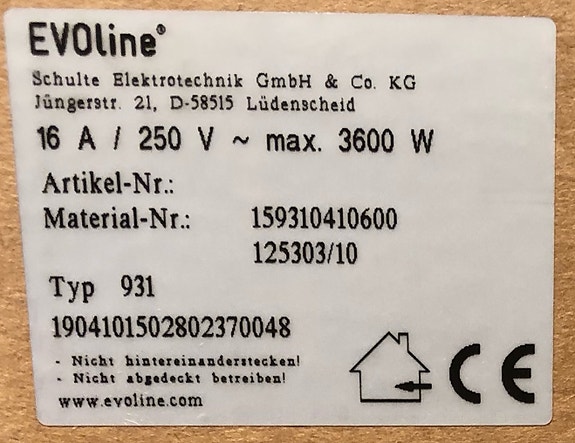 EVOline®
Schulte Elektrotechnik GmbH & Co. KG
Jüngerstr. 21, D-58515 Lüdenscheid
16 A / 250 V ~ max. 3600 W
Artikel-Nr.:
Material-Nr.: 159310410600
125303/10
Typ 931
1904101502802370048
- Nicht hintereinanderstecken!
- Nicht abgedeckt betreiben!
www.evoline.com
CE